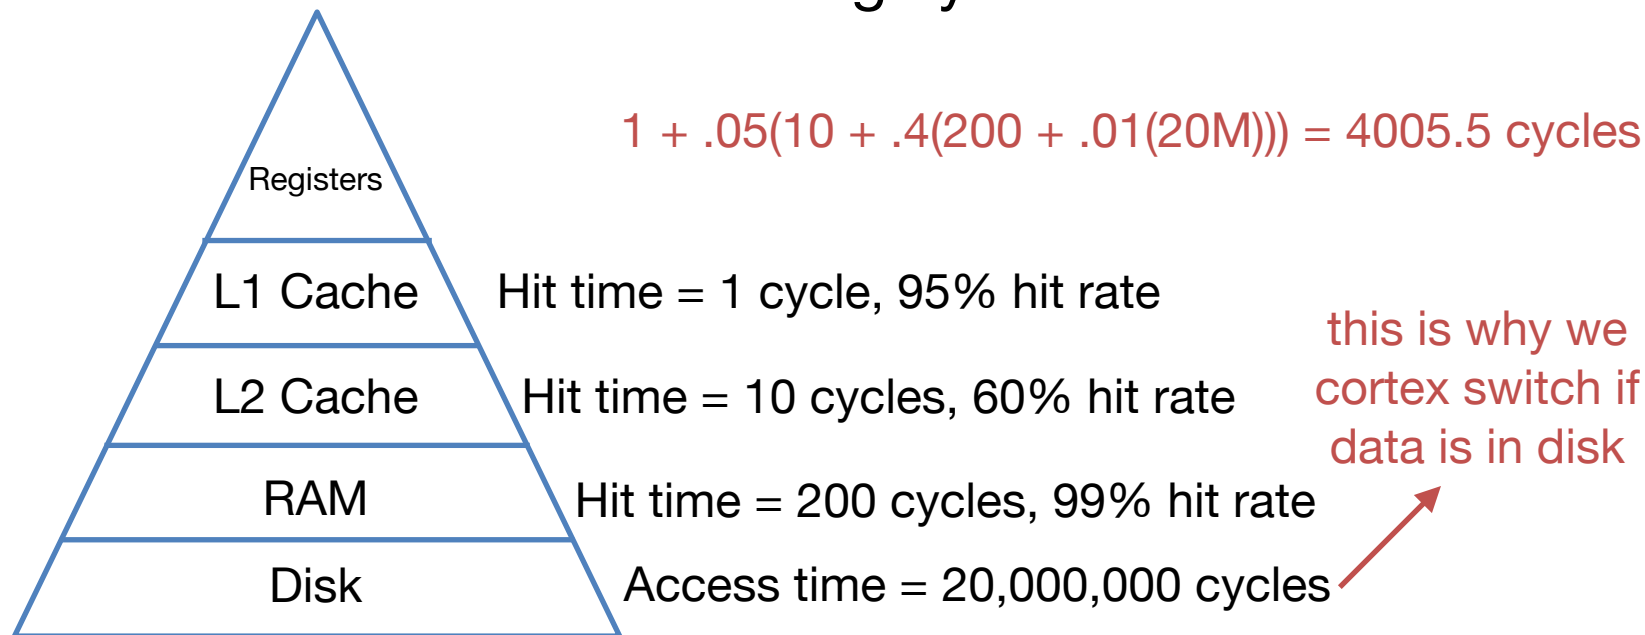 1 + .05(10 + .4(200 + .01(20M))) = 4005.5 cycles
Registers
L1 Cache Hit time = 1 cycle, 95% hit rate
this is why we
cortex switch if
data is in disk
L2 Cache Hit time = 10 cycles, 60% hit rate
RAM Hit time = 200 cycles, 99% hit rate
Disk Access time = 20,000,000 cycles